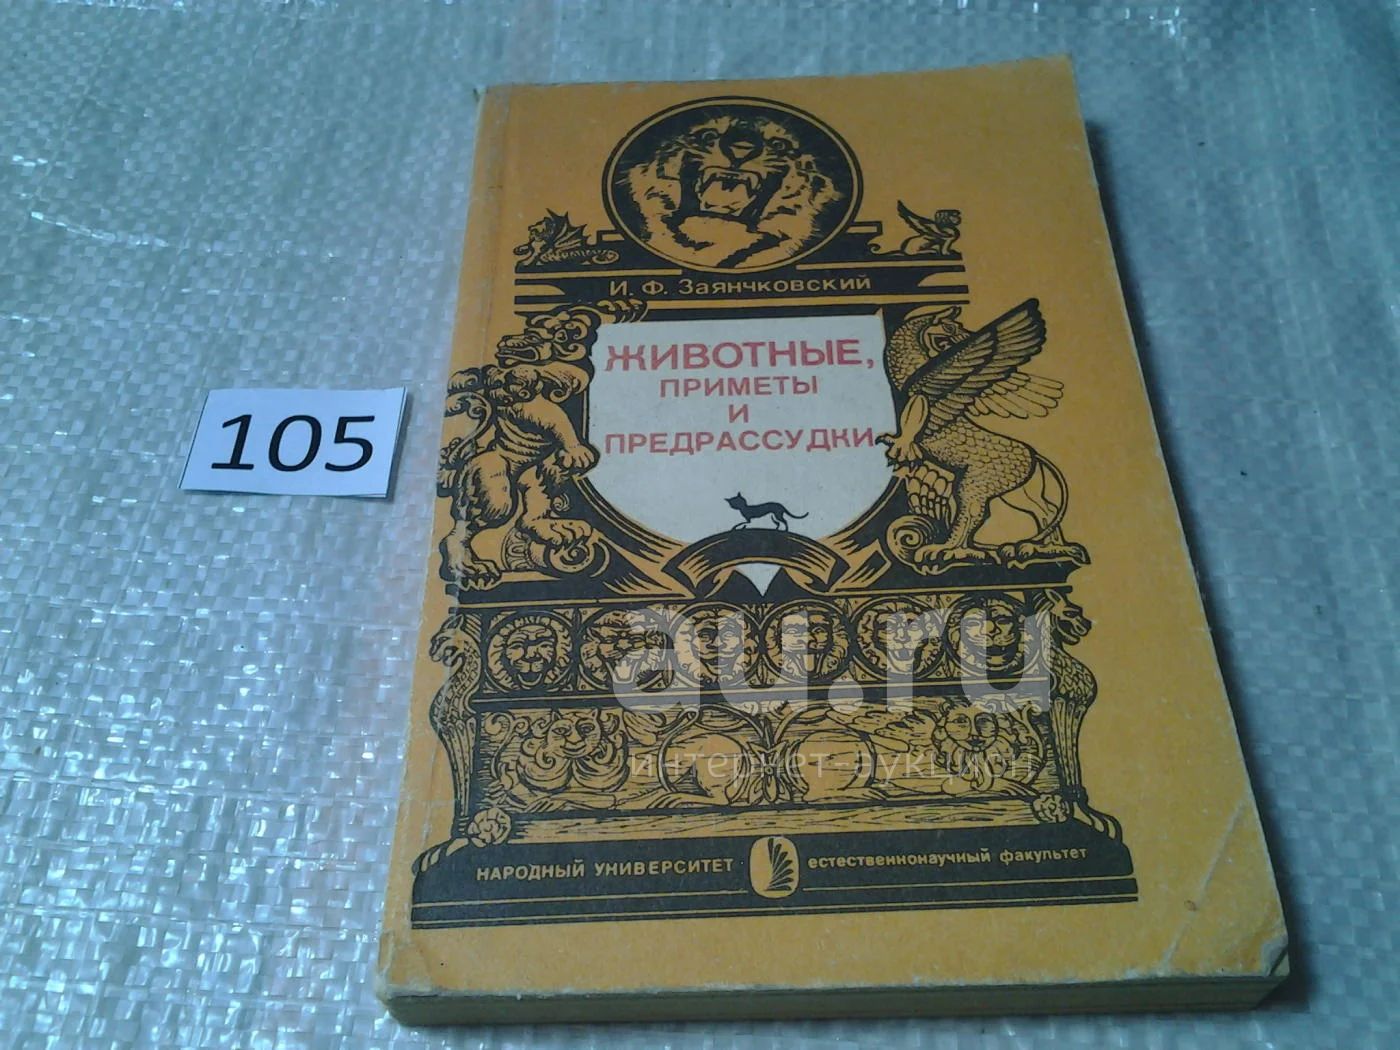 И. Ф. Заянчковский
ЖИВОТНЫЕ,
ПРИМЕТЫ
И
ПРЕДРАССУДКИ
105
au.ru
интернет-аукцион
НАРОДНЫЙ УНИВЕРСИТЕТ · естественнонаучный факультет